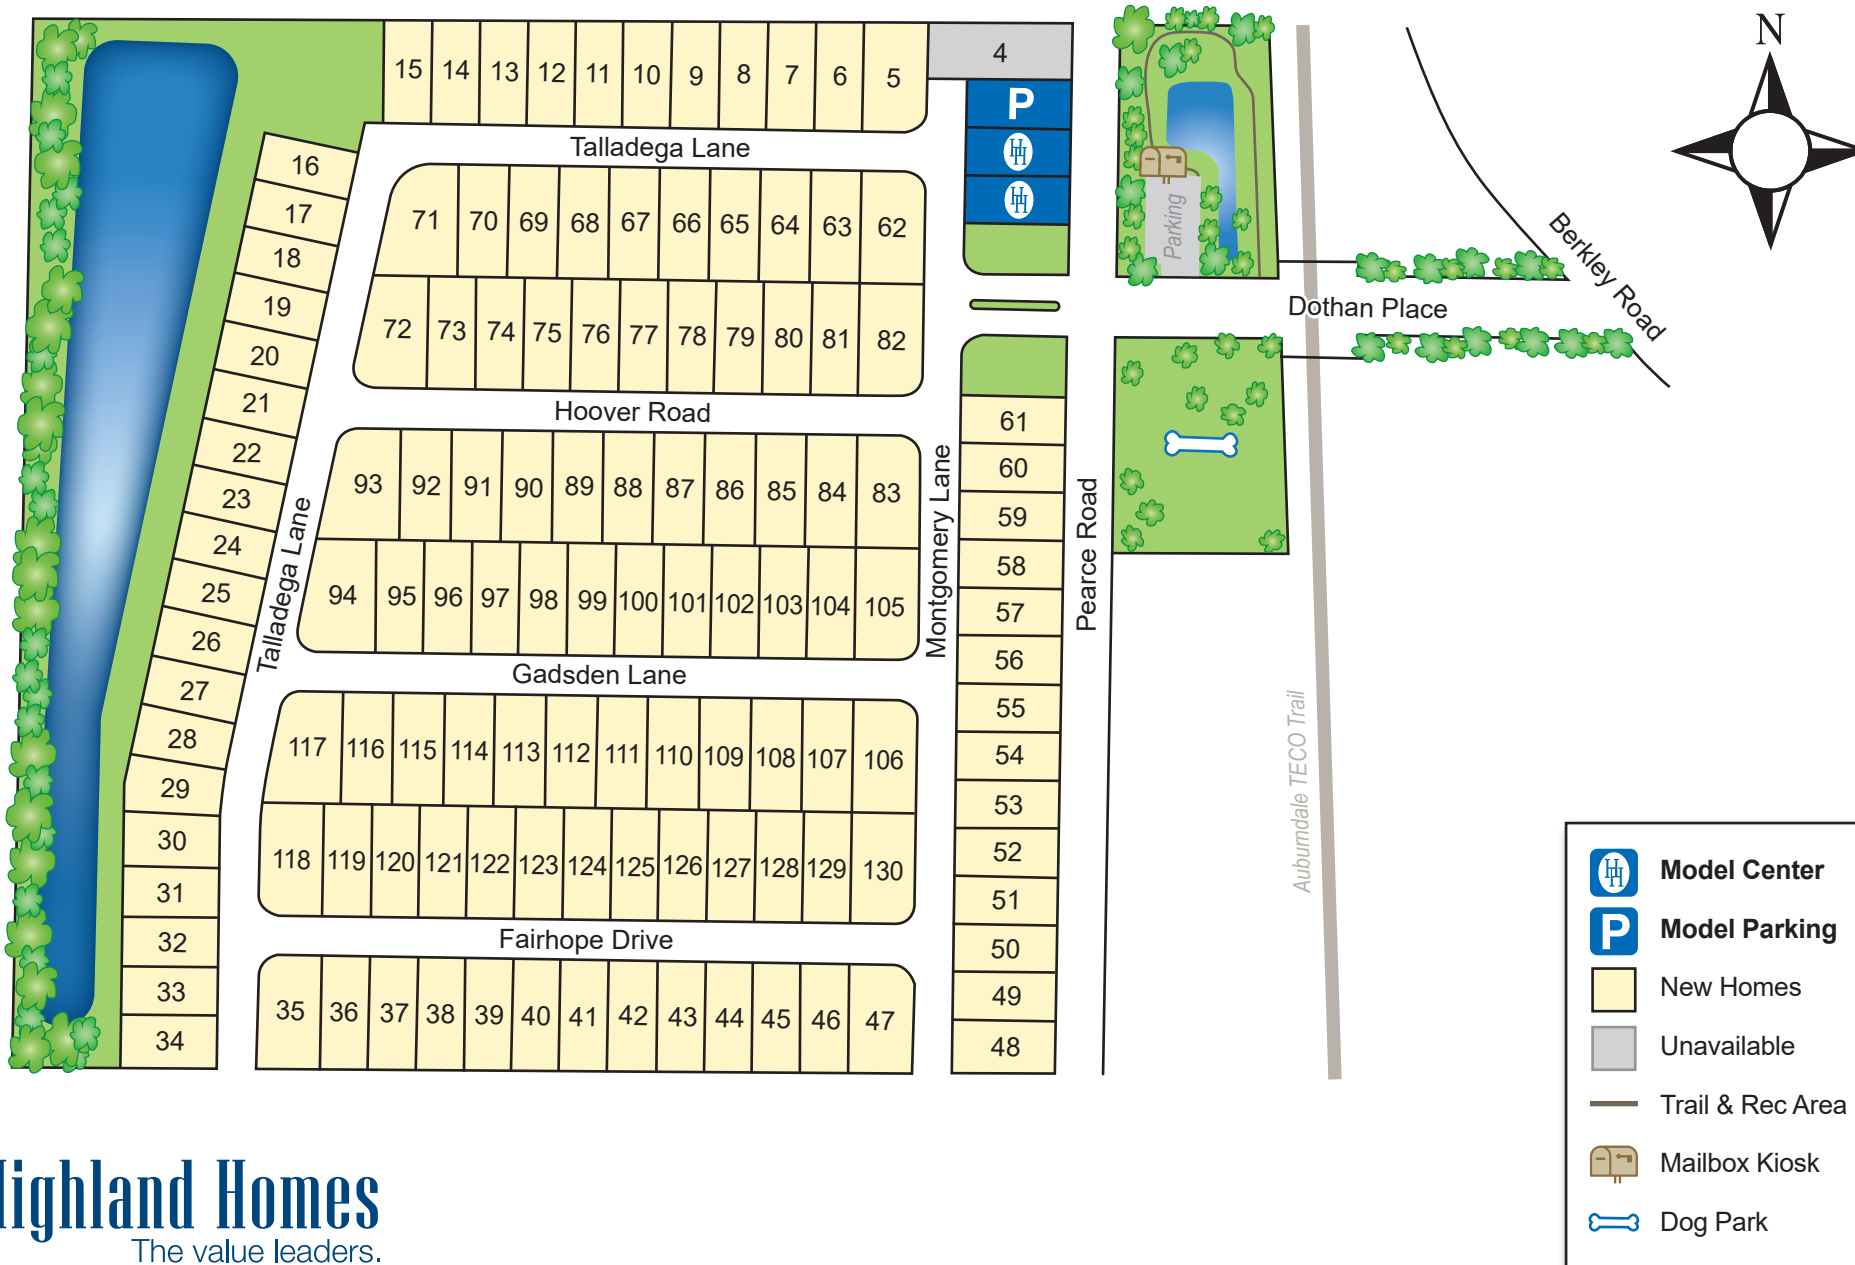 15 14 13 12 11 10 9 8 7 6 5 4
P
N
Talladega Lane
HH
HH
16
17
18
19
20
21
22
23
24
25
26
27
28
29
30
31
32
33
34
71 70 69 68 67 66 65 64 63 62
72 73 74 75 76 77 78 79 80 81 82
Hoover Road
93 92 91 90 89 88 87 86 85 84 83
94 95 96 97 98 99 100 101 102 103 104 105
Talladega Lane
Gadsden Lane
117 116 115 114 113 112 111 110 109 108 107 106
118 119 120 121 122 123 124 125 126 127 128 129 130
Fairhope Drive
35 36 37 38 39 40 41 42 43 44 45 46 47
Montgomery Lane
61
60
59
58
57
56
55
54
53
52
51
50
49
48
Pearce Road
Parking
Dothan Place
Berkley Road
Auburndale TECO Trail
HH Model Center
P Model Parking
New Homes
Unavailable
Trail & Rec Area
Mailbox Kiosk
Dog Park
Highland Homes
The value leaders.